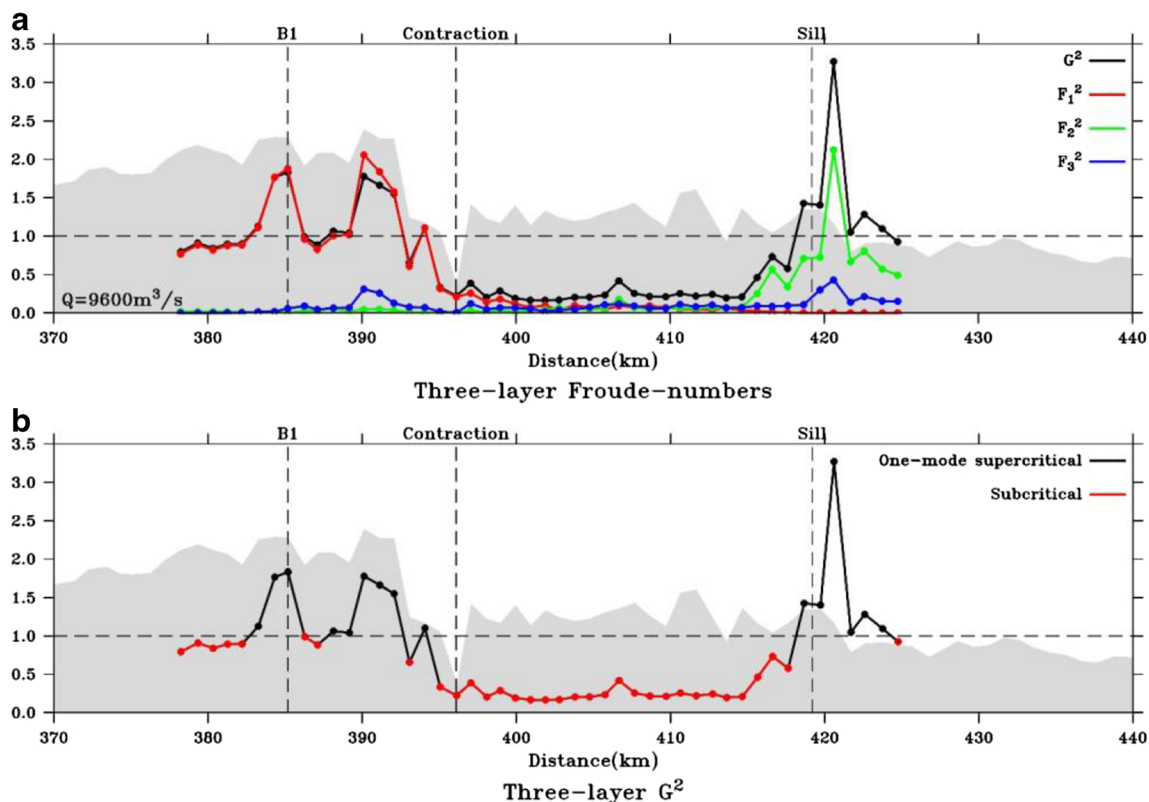 a
B1 Contraction Sill
3.5
3.0
2.5
2.0
1.5
1.0
0.5
0.0
G²
F₁²
F₂²
F₃²
Q=9600m³/s
370 380 390 400 410 420 430 440
Distance(km)
Three-layer Froude-numbers
b
B1 Contraction Sill
3.5
3.0
2.5
2.0
1.5
1.0
0.5
0.0
One-mode supercritical
Subcritical
370 380 390 400 410 420 430 440
Distance(km)
Three-layer G²